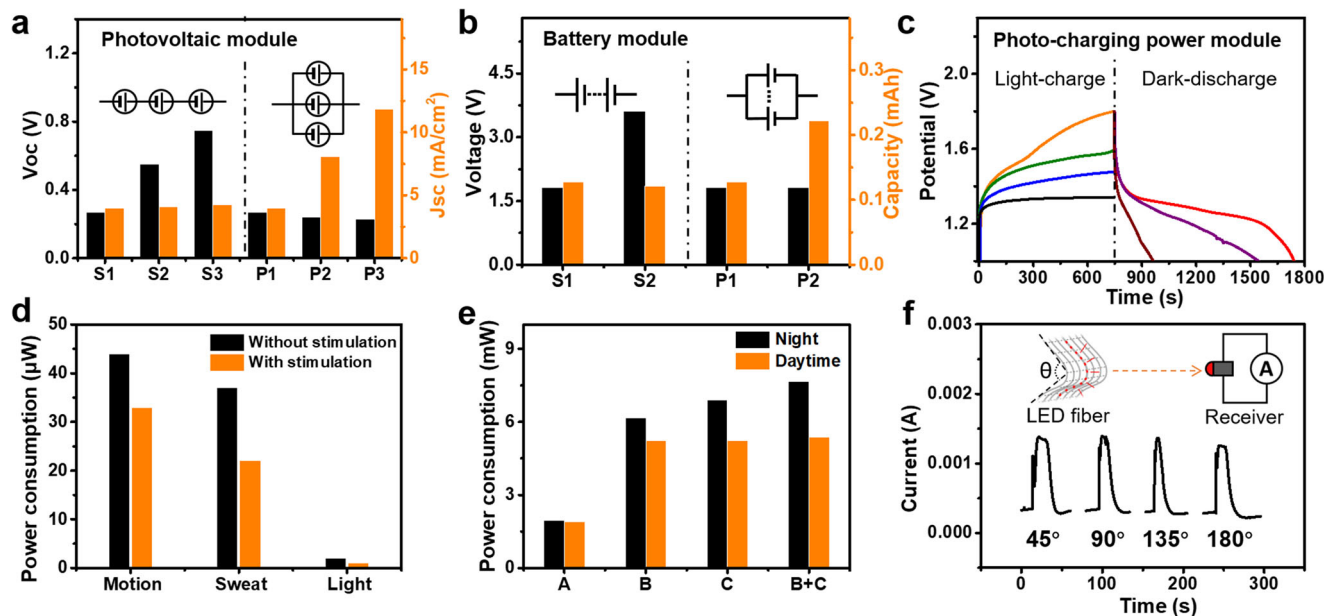 a
Photovoltaic module
Voc (V)
1.2
0.8
0.4
0.0
15
10
5
0
Jsc (mA/cm²)
S1 S2 S3 P1 P2 P3
b
Battery module
Voltage (V)
4.5
3.0
1.5
0.0
0.3
0.2
0.1
0.0
Capacity (mAh)
S1 S2 P1 P2
c
Photo-charging power module
Light-charge Dark-discharge
Potential (V)
2.0
1.6
1.2
0 300 600 900 1200 1500 1800
Time (s)
d
Without stimulation
With stimulation
Power consumption (μW)
50
40
30
20
10
0
Motion Sweat Light
e
Night
Daytime
Power consumption (mW)
9
6
3
0
A B C B+C
f
Current (A)
0.003
0.002
0.001
0.000
θ
A
LED fiber
Receiver
45° 90° 135° 180°
0 100 200 300
Time (s)